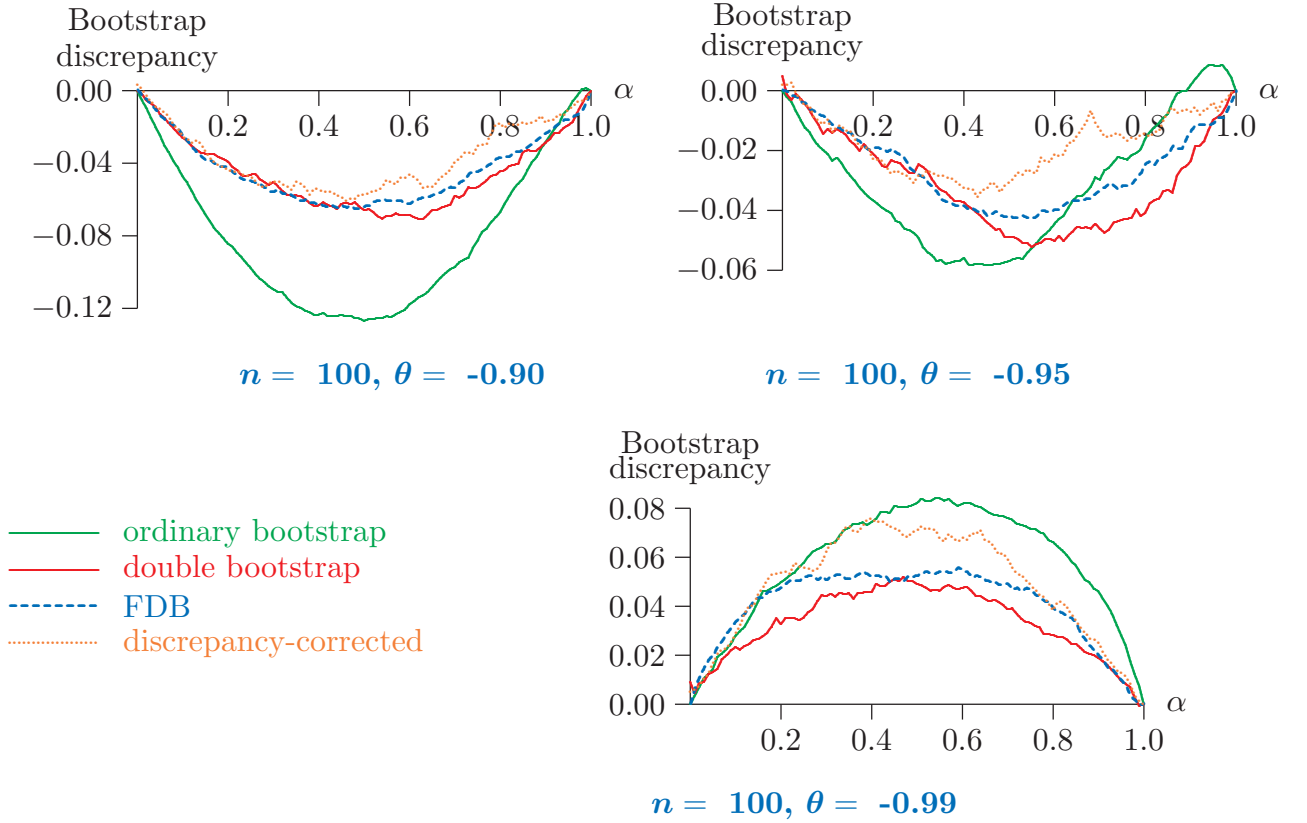 Bootstrap
discrepancy
0.00
−0.04
−0.08
−0.12
0.2 0.4 0.6 0.8 1.0
α
n = 100, θ = -0.90
Bootstrap
discrepancy
0.00
−0.02
−0.04
−0.06
0.2 0.4 0.6 0.8 1.0
α
n = 100, θ = -0.95
ordinary bootstrap
double bootstrap
FDB
discrepancy-corrected
Bootstrap
discrepancy
0.08
0.06
0.04
0.02
0.00
α
0.2 0.4 0.6 0.8 1.0
n = 100, θ = -0.99